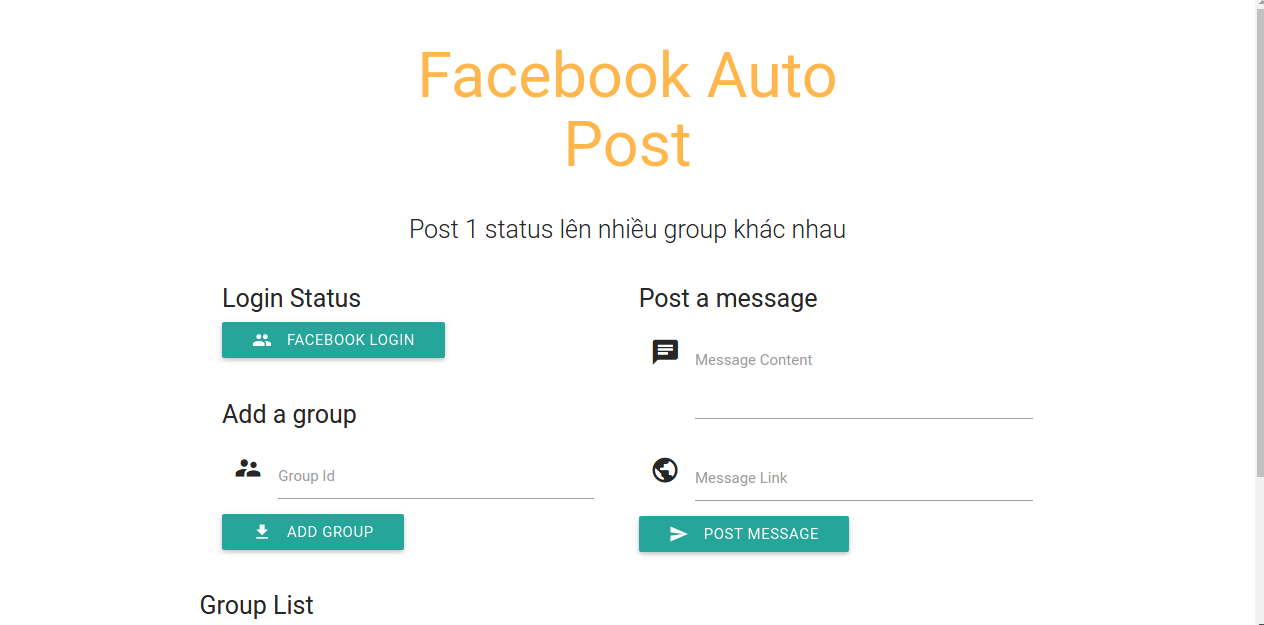 Facebook Auto
Post
Post 1 status lên nhiều group khác nhau
Login Status
FACEBOOK LOGIN
Add a group
Group Id
ADD GROUP
Post a message
Message Content
Message Link
POST MESSAGE
Group List